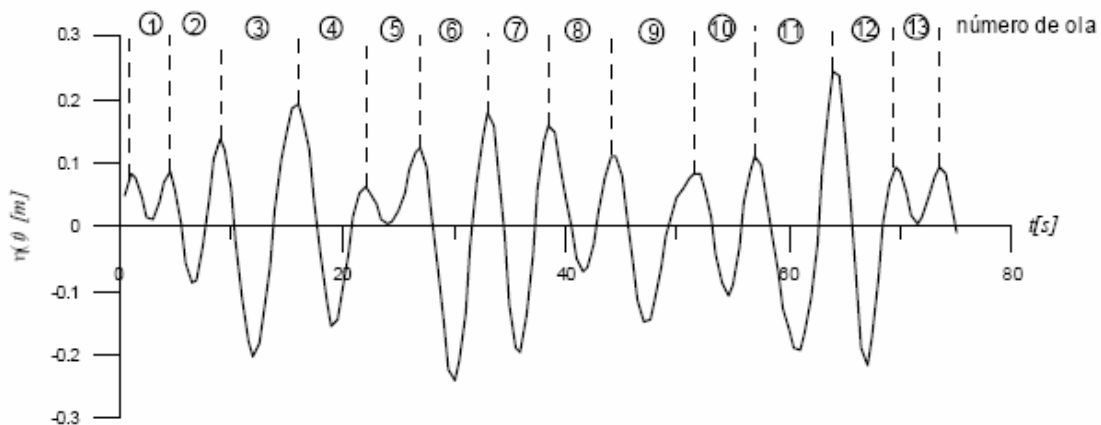 ① ② ③ ④ ⑤ ⑥ ⑦ ⑧ ⑨ ⑩ ⑪ ⑫ ⑬ número de ola
0.3
0.2
0.1
0
-0.1
-0.2
-0.3
η(t) [m]
0 20 40 60 80
t[s]